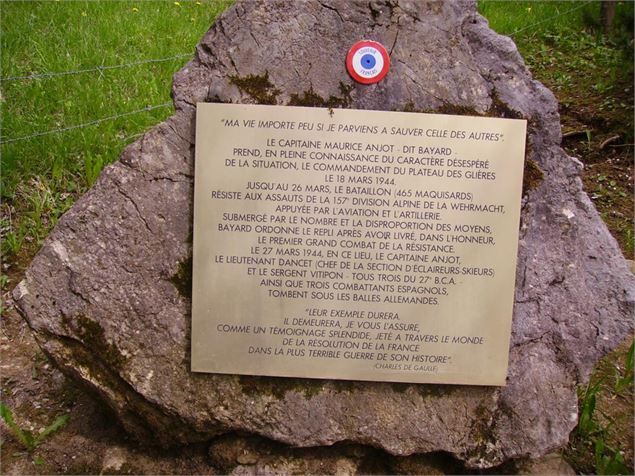 SOUVENIR
FRANÇAIS
"MA VIE IMPORTE PEU SI JE PARVIENS A SAUVER CELLE DES AUTRES".
LE CAPITAINE MAURICE ANJOT - DIT BAYARD -
PREND, EN PLEINE CONNAISSANCE DU CARACTÈRE DÉSESPÉRÉ
DE LA SITUATION, LE COMMANDEMENT DU PLATEAU DES GLIÈRES
LE 18 MARS 1944.
JUSQU'AU 26 MARS, LE BATAILLON (465 MAQUISARDS)
RÉSISTE AUX ASSAUTS DE LA 157e DIVISION ALPINE DE LA WEHRMACHT,
APPUYÉE PAR L'AVIATION ET L'ARTILLERIE.
SUBMERGÉ PAR LE NOMBRE ET LA DISPROPORTION DES MOYENS,
BAYARD ORDONNE LE REPLI APRÈS AVOIR LIVRÉ, DANS L'HONNEUR,
LE PREMIER GRAND COMBAT DE LA RÉSISTANCE.
LE 27 MARS 1944, EN CE LIEU, LE CAPITAINE ANJOT,
LE LIEUTENANT DANCET (CHEF DE LA SECTION D'ÉCLAIREURS-SKIEURS)
ET LE SERGENT VITIPON - TOUS TROIS DU 27e B.C.A.
AINSI QUE TROIS COMBATTANTS ESPAGNOLS,
TOMBENT SOUS LES BALLES ALLEMANDES.
"LEUR EXEMPLE DURERA.
IL DEMEURERA, JE VOUS L'ASSURE,
COMME UN TÉMOIGNAGE SPLENDIDE, JETÉ A TRAVERS LE MONDE
DE LA RÉSOLUTION DE LA FRANCE
DANS LA PLUS TERRIBLE GUERRE DE SON HISTOIRE".
(CHARLES DE GAULLE)